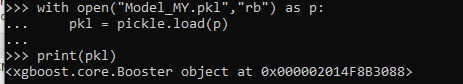 >>> with open("Model_MY.pkl","rb") as p:
...     pkl = pickle.load(p)
...
>>> print(pkl)
<xgboost.core.Booster object at 0x000002014F8B3088>